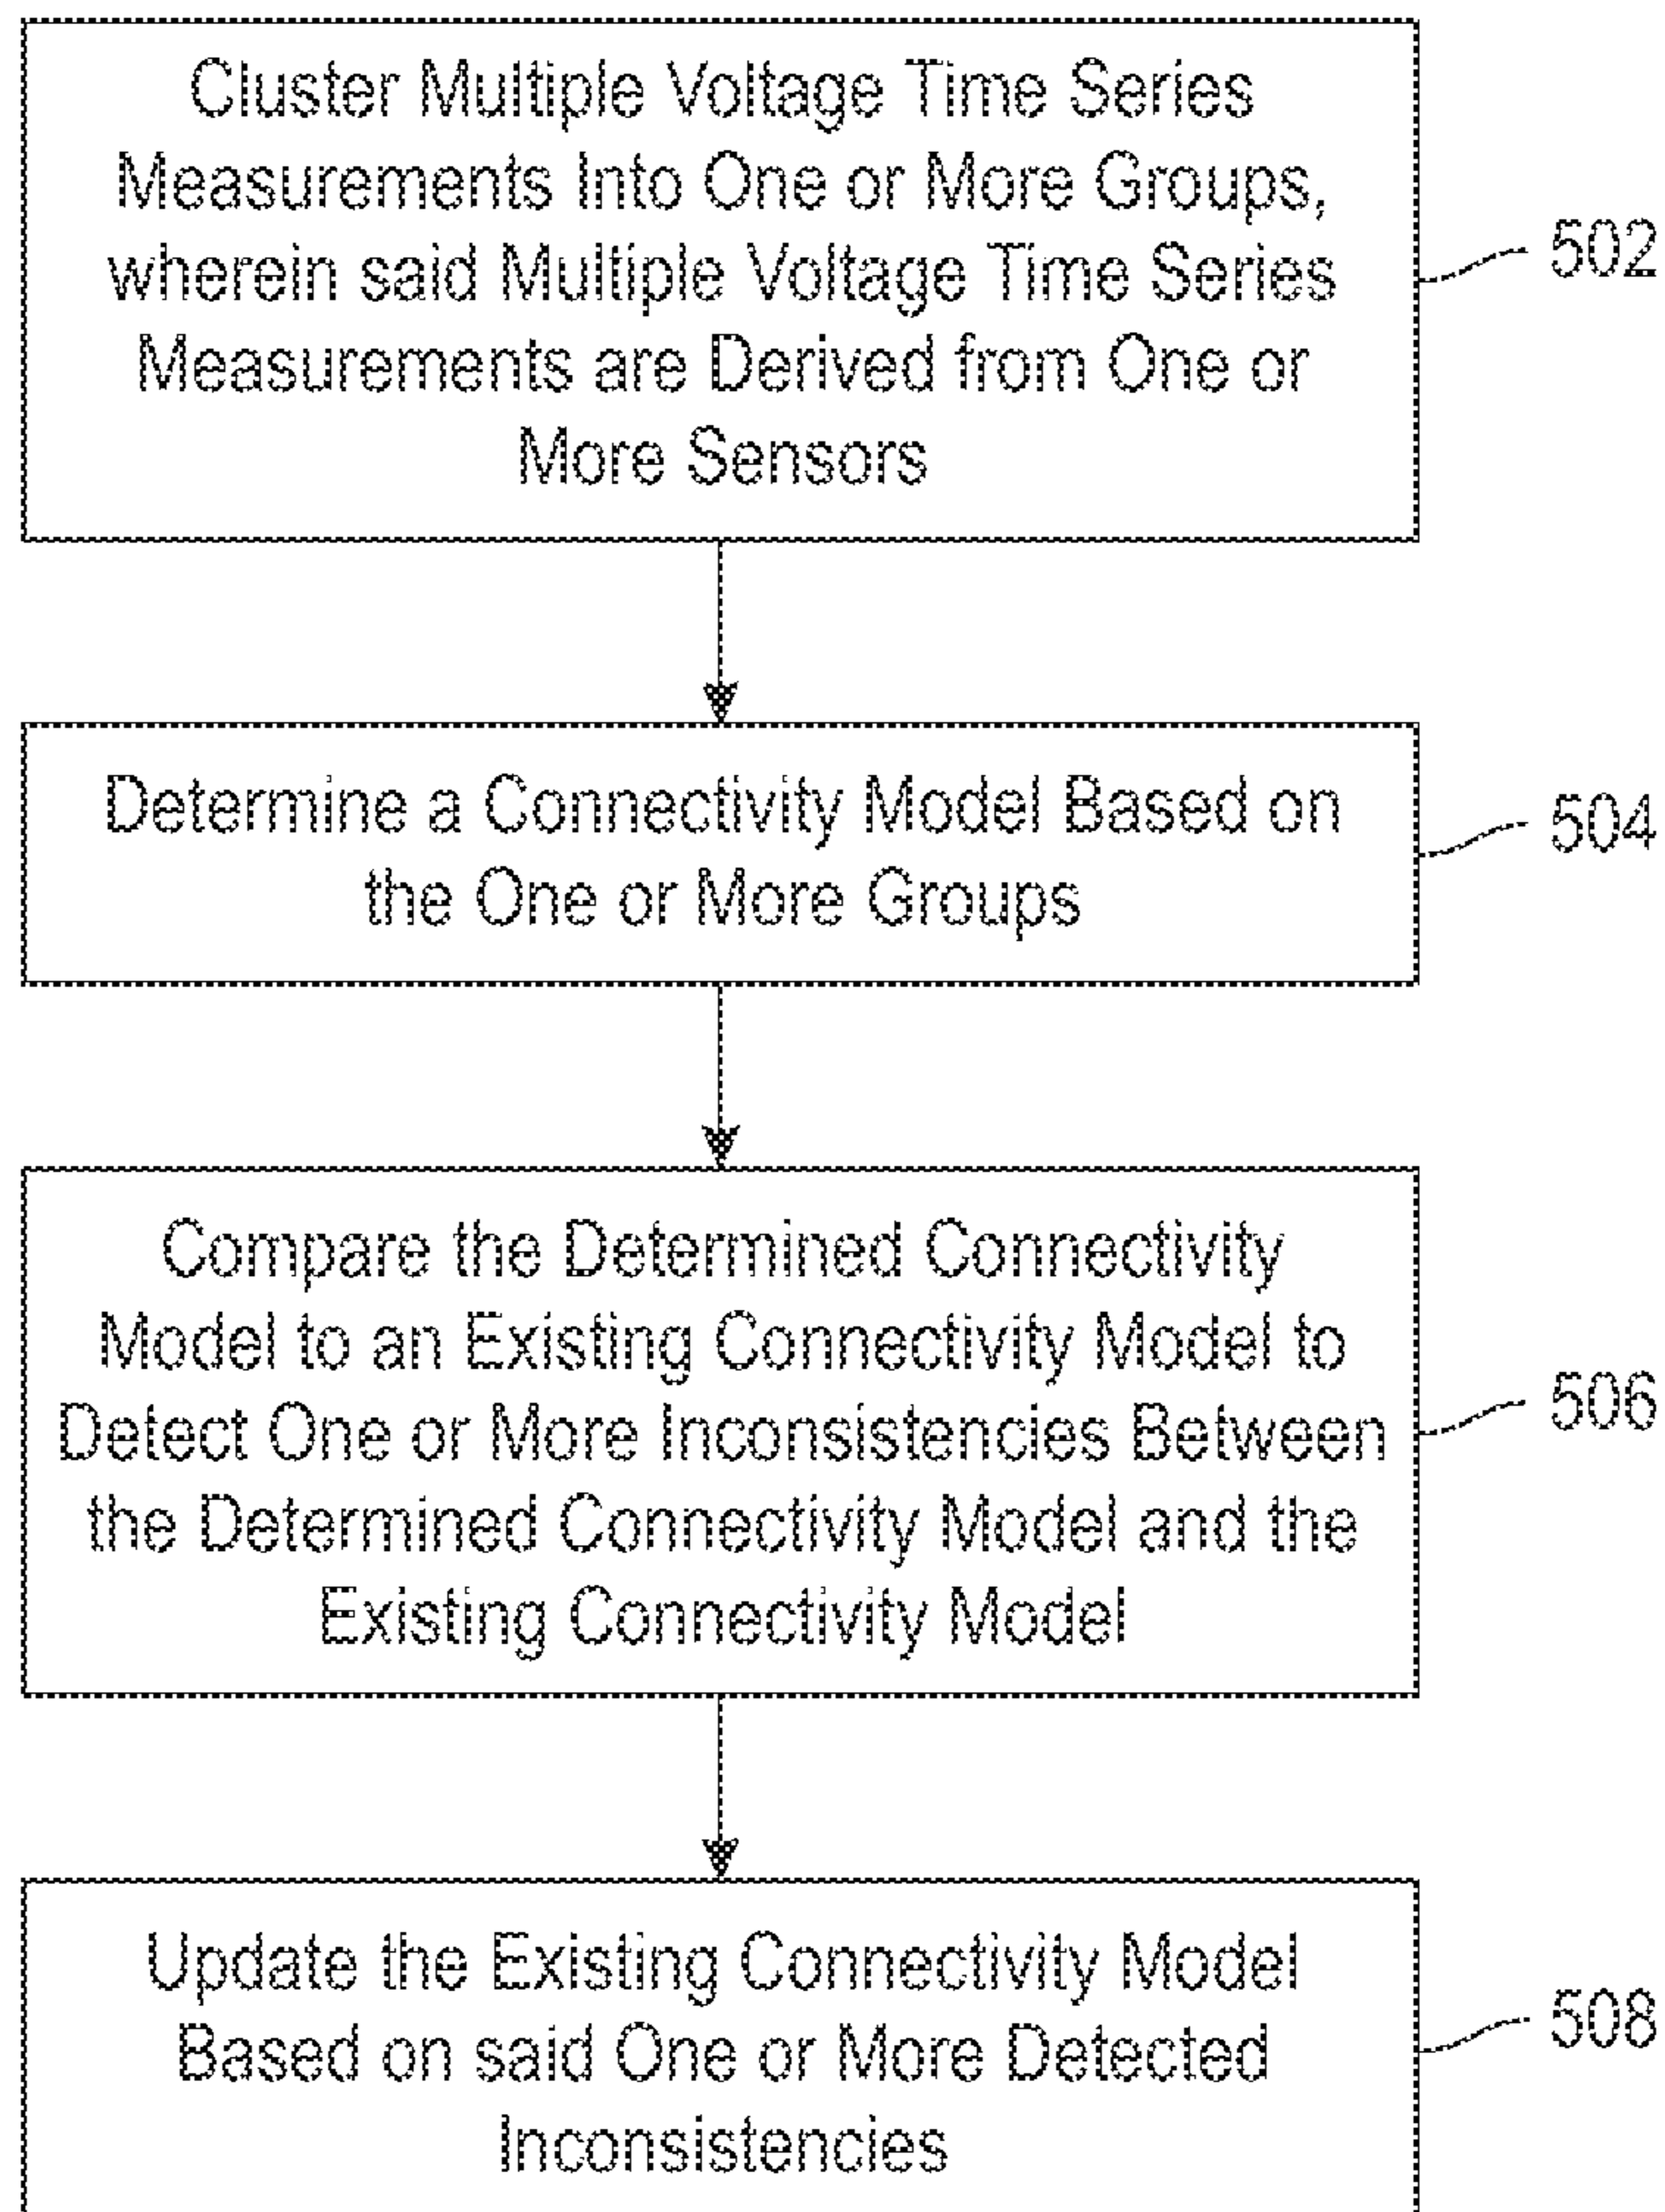 Cluster Multiple Voltage Time Series
Measurements Into One or More Groups,
wherein said Multiple Voltage Time Series
Measurements are Derived from One or
More Sensors
502
Determine a Connectivity Model Based on
the One or More Groups
504
Compare the Determined Connectivity
Model to an Existing Connectivity Model to
Detect One or More Inconsistencies Between
the Determined Connectivity Model and the
Existing Connectivity Model
506
Update the Existing Connectivity Model
Based on said One or More Detected
Inconsistencies
508